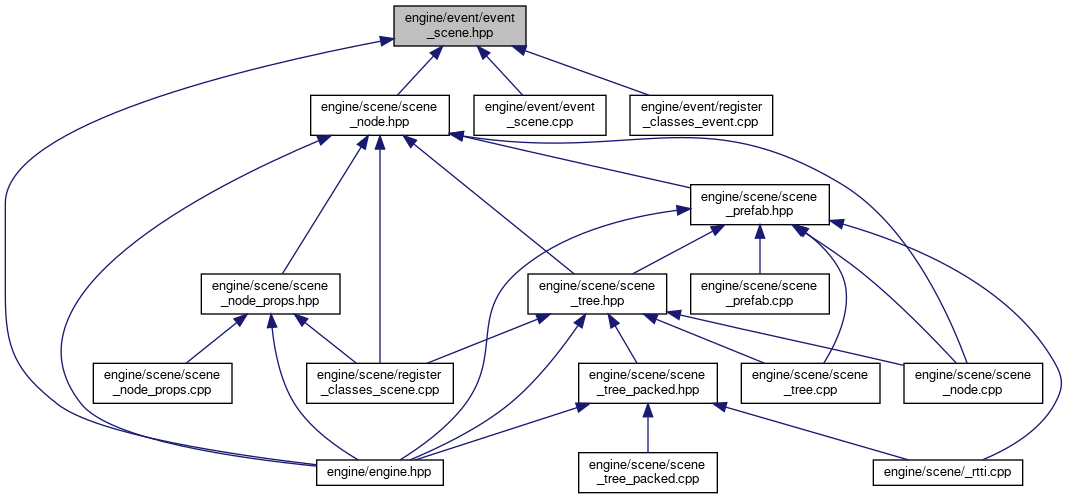 engine/event/event
_scene.hpp
engine/scene/scene
_node.hpp
engine/event/event
_scene.cpp
engine/event/register
_classes_event.cpp
engine/scene/scene
_prefab.hpp
engine/scene/scene
_node_props.hpp
engine/scene/scene
_tree.hpp
engine/scene/scene
_prefab.cpp
engine/scene/scene
_node_props.cpp
engine/scene/register
_classes_scene.cpp
engine/scene/scene
_tree_packed.hpp
engine/scene/scene
_tree.cpp
engine/scene/scene
_node.cpp
engine/engine.hpp
engine/scene/scene
_tree_packed.cpp
engine/scene/_rtti.cpp